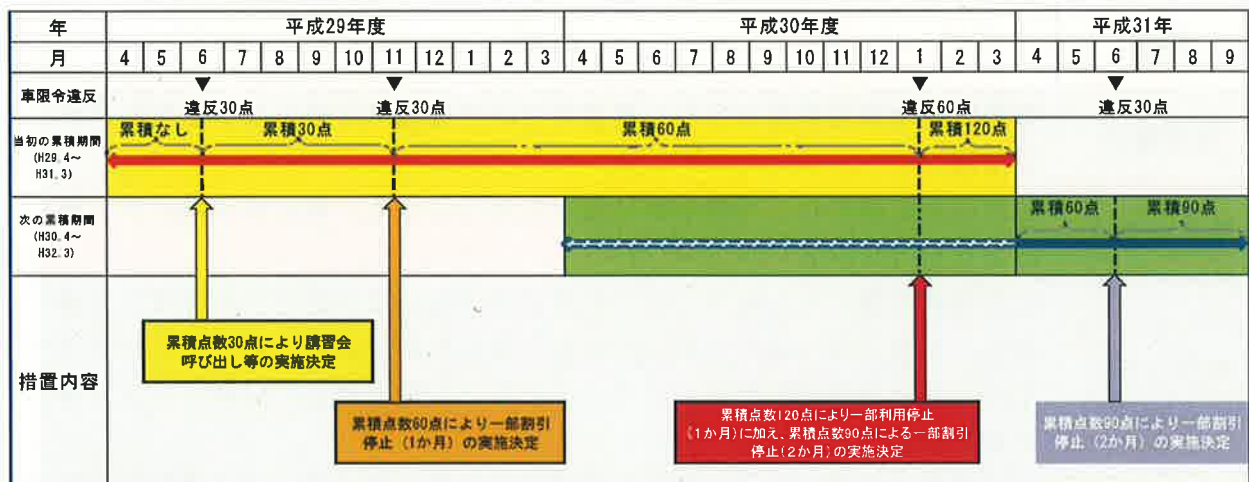 年 平成29年度 平成30年度 平成31年
月 4 5 6 7 8 9 10 11 12 1 2 3 4 5 6 7 8 9 10 11 12 1 2 3 4 5 6 7 8 9
車限令違反 ▼ ▼ ▼ ▼
違反30点 違反30点 違反60点 違反30点
当初の累積期間
(H29.4～
H31.3)
累積なし 累積30点 累積60点 累積120点
次の累積期間
(H30.4～
H32.3)
累積60点 累積90点
措置内容
累積点数30点により講習会
呼び出し等の実施決定
累積点数60点により一部割引
停止（1か月）の実施決定
累積点数120点により一部利用停止
(1か月)に加え、累積点数90点による一部割引
停止(2か月)の実施決定
累積点数90点により一部割引
停止（2か月）の実施決定